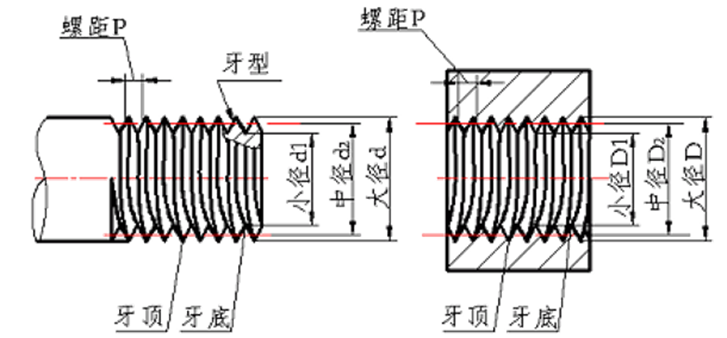 螺距P
牙型
小径d1
中径d2
大径d
牙顶
牙底
螺距P
小径D1
中径D2
大径D
牙顶
牙底